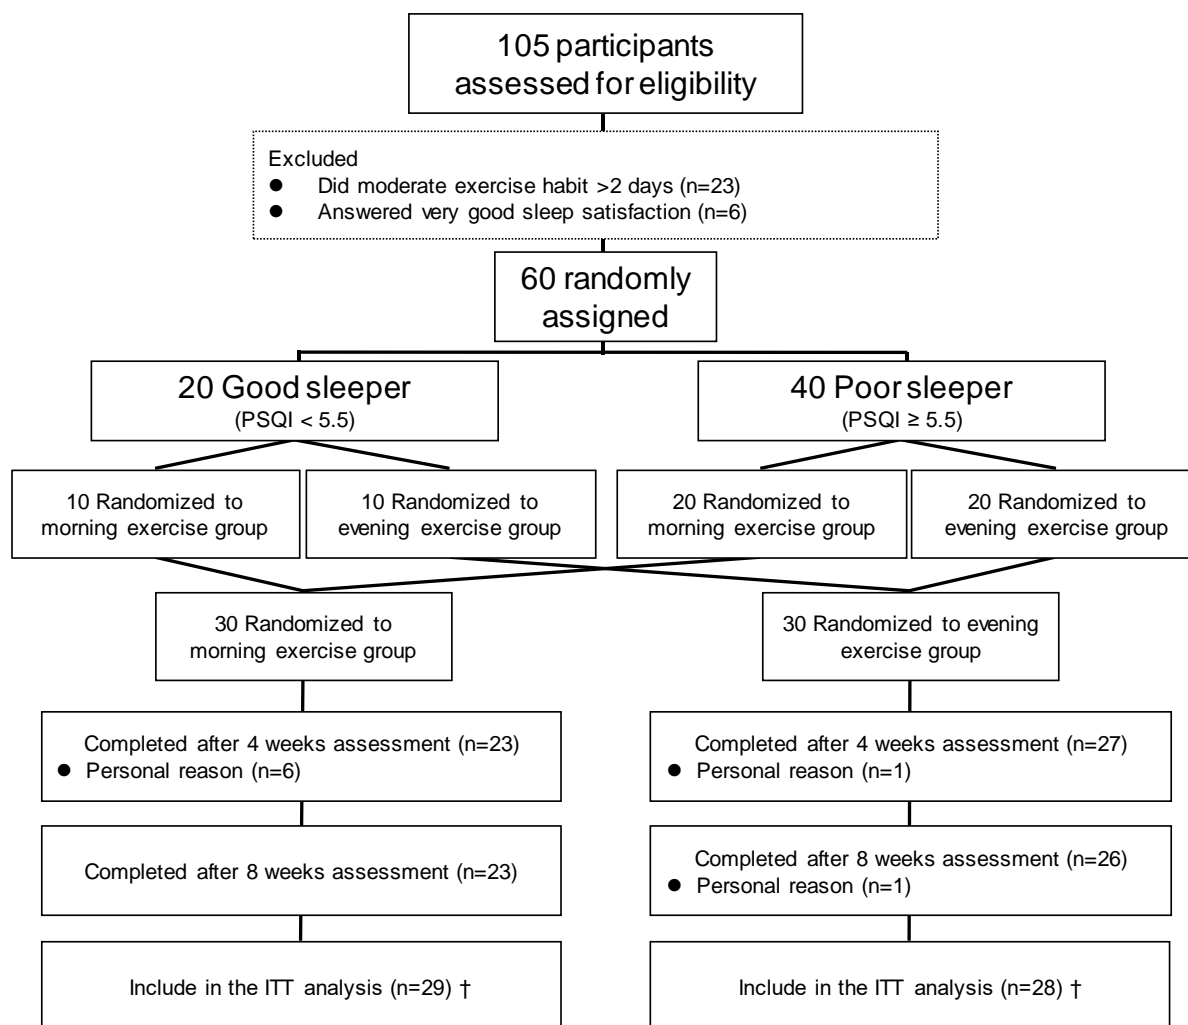 105 participants
assessed for eligibility
Excluded
● Did moderate exercise habit >2 days (n=23)
● Answered very good sleep satisfaction (n=6)
60 randomly
assigned
20 Good sleeper
(PSQI < 5.5)
40 Poor sleeper
(PSQI ≥ 5.5)
10 Randomized to
morning exercise group
10 Randomized to
evening exercise group
20 Randomized to
morning exercise group
20 Randomized to
evening exercise group
30 Randomized to
morning exercise group
30 Randomized to evening
exercise group
Completed after 4 weeks assessment (n=23)
● Personal reason (n=6)
Completed after 4 weeks assessment (n=27)
● Personal reason (n=1)
Completed after 8 weeks assessment (n=23)
Completed after 8 weeks assessment (n=26)
● Personal reason (n=1)
Include in the ITT analysis (n=29) †
Include in the ITT analysis (n=28) †